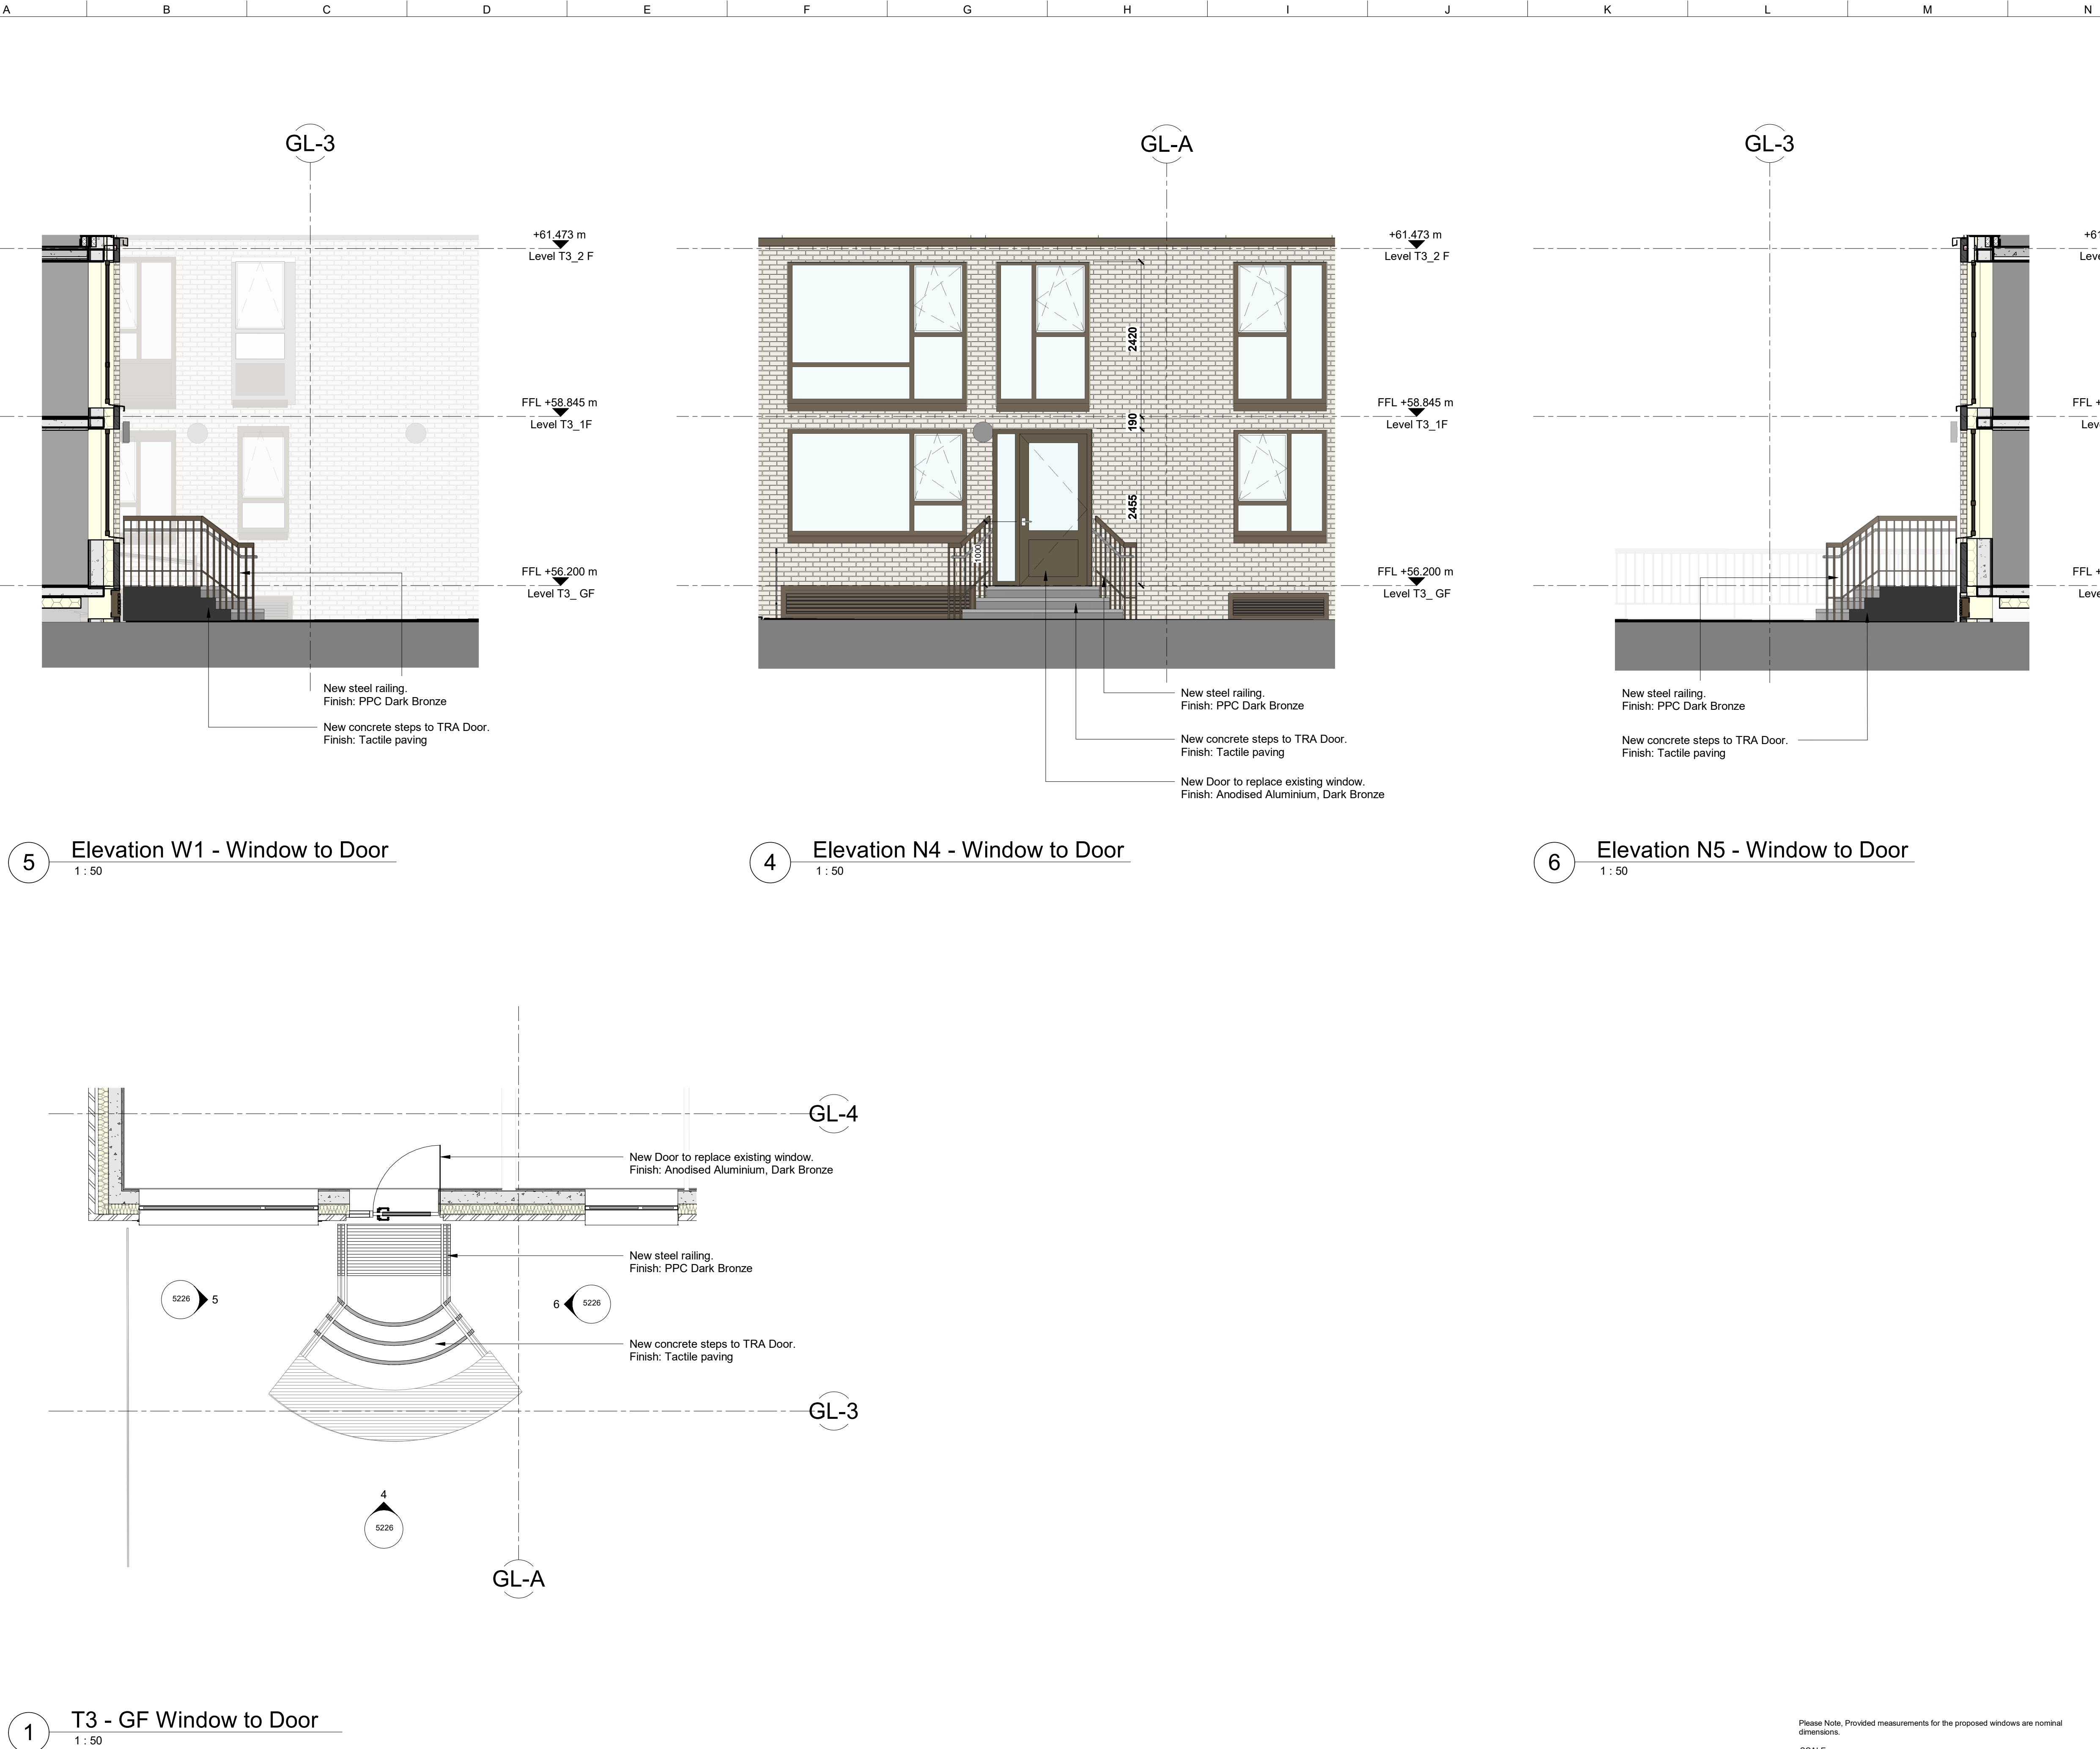 A B C D E F G H I J K L M N
GL-3
GL-A
GL-3
+61.473 m
Level T3_2 F
+61.473 m
Level T3_2 F
2420
FFL +58.845 m
Level T3_1F
190
FFL +58.845 m
Level T3_1F
2455
1000
FFL +56.200 m
Level T3_ GF
FFL +56.200 m
Level T3_ GF
FFL
FFL
New steel railing.
Finish: PPC Dark Bronze
New concrete steps to TRA Door.
Finish: Tactile paving
New steel railing.
Finish: PPC Dark Bronze
New concrete steps to TRA Door.
Finish: Tactile paving
New Door to replace existing window.
Finish: Anodised Aluminium, Dark Bronze
New steel railing.
Finish: PPC Dark Bronze
New concrete steps to TRA Door.
Finish: Tactile paving
5 Elevation W1 - Window to Door
1 : 50
4 Elevation N4 - Window to Door
1 : 50
6 Elevation N5 - Window to Door
1 : 50
GL-4
New Door to replace existing window.
Finish: Anodised Aluminium, Dark Bronze
New steel railing.
Finish: PPC Dark Bronze
5226 5
6 5226
New concrete steps to TRA Door.
Finish: Tactile paving
GL-3
4
5226
GL-A
1 T3 - GF Window to Door
1 : 50
Please Note, Provided measurements for the proposed windows are nominal
dimensions.